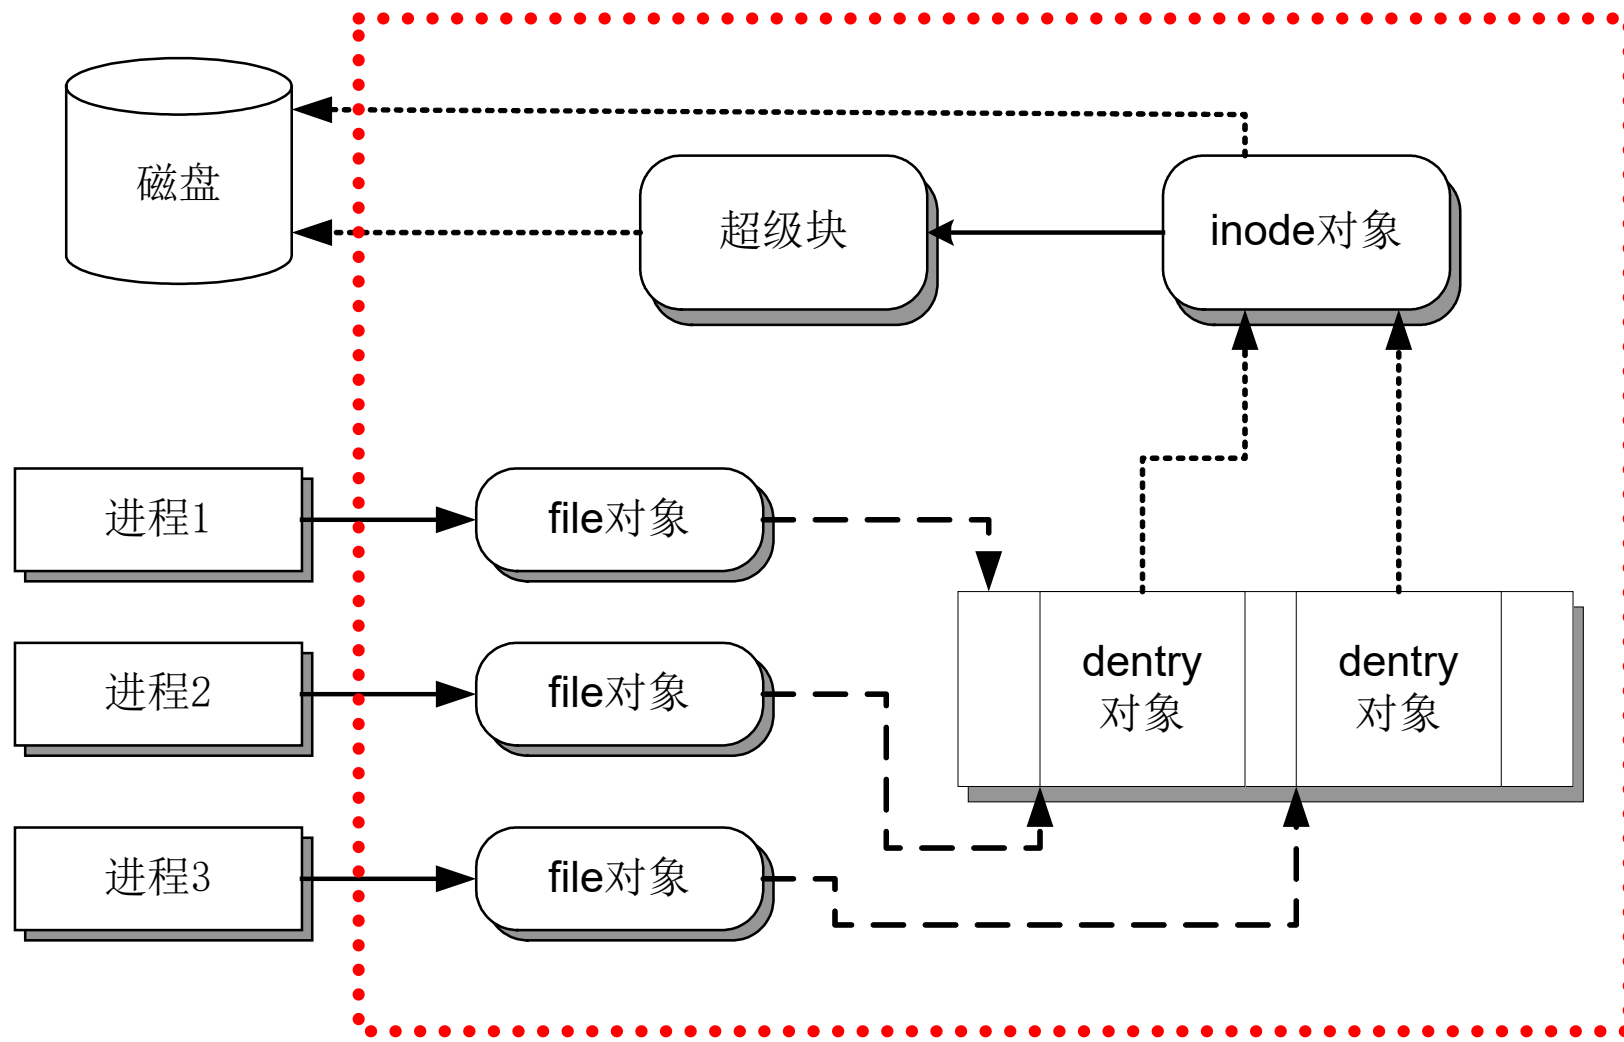 磁盘
超级块
inode对象
进程1
file对象
进程2
file对象
dentry
对象
dentry
对象
进程3
file对象